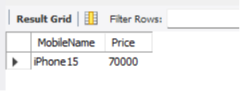 Result Grid Filter Rows:
MobileName Price
iPhone15 70000